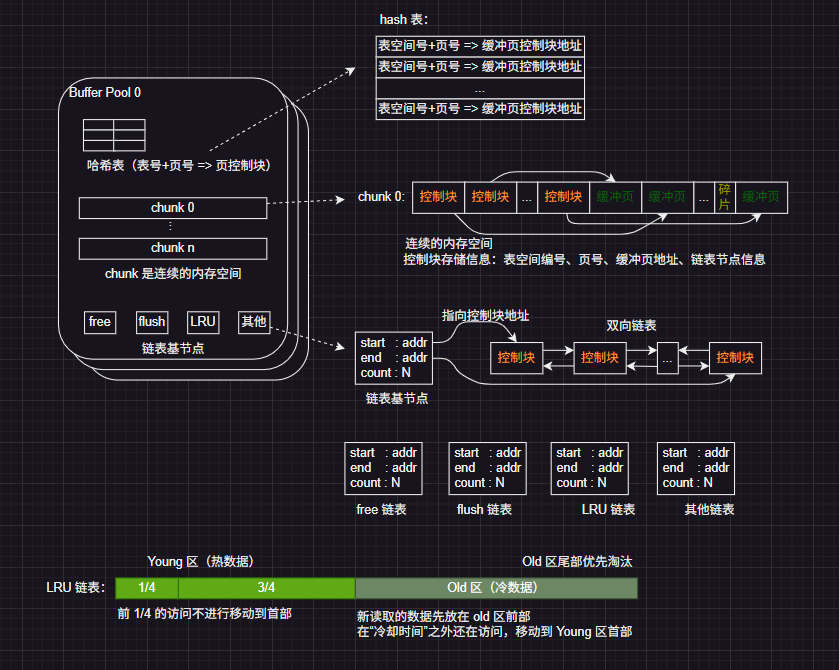 hash 表：
表空间号+页号 => 缓冲页控制块地址
表空间号+页号 => 缓冲页控制块地址
...
表空间号+页号 => 缓冲页控制块地址
Buffer Pool 0
哈希表（表号+页号 => 页控制块）
chunk 0
...
chunk n
chunk 是连续的内存空间
free
flush
LRU
其他
链表基节点
chunk 0:
控制块
控制块
...
控制块
缓冲页
缓冲页
...
碎片
缓冲页
连续的内存空间
控制块存储信息：表空间编号、页号、缓冲页地址、链表节点信息
指向控制块地址
双向链表
start : addr
end : addr
count : N
链表基节点
控制块
控制块
...
控制块
start : addr
end : addr
count : N
free 链表
start : addr
end : addr
count : N
flush 链表
start : addr
end : addr
count : N
LRU 链表
start : addr
end : addr
count : N
其他链表
Young 区（热数据）
Old 区尾部优先淘汰
LRU 链表：
1/4
3/4
Old 区（冷数据）
前 1/4 的访问不进行移动到首部
新读取的数据先放在 old 区前部
在“冷却时间”之外还在访问，移动到 Young 区首部